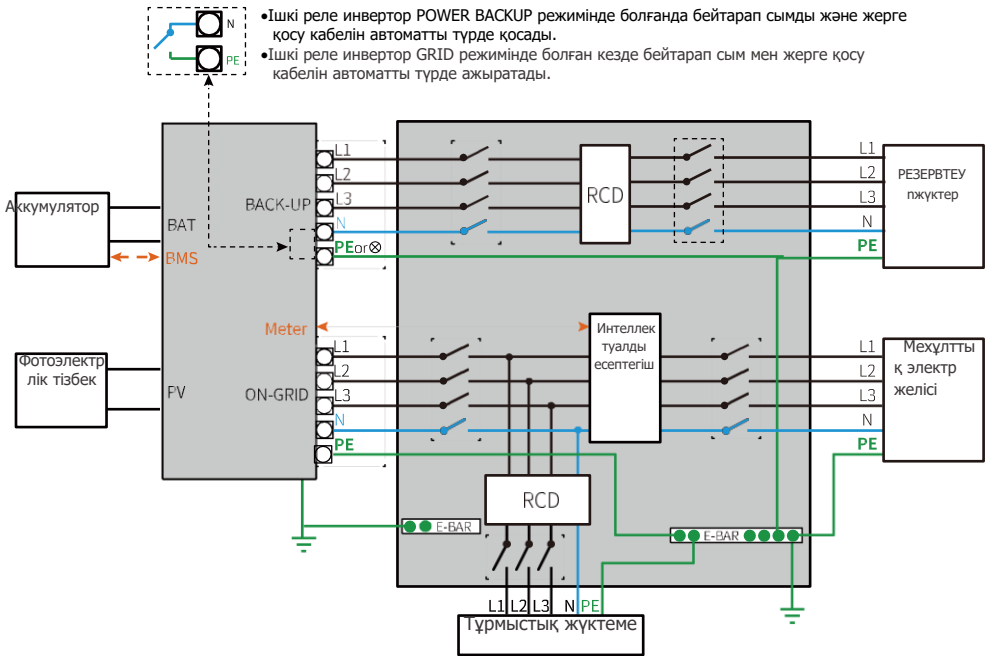 N
PE
•Ішкі реле инвертор POWER BACKUP режимінде болғанда бейтарап сымды және жерге
қосу кабелін автоматты түрде қосады.
•Ішкі реле инвертор GRID режимінде болған кезде бейтарап сым мен жерге қосу
кабелін автоматты түрде ажыратады.
Аккумулятор
BAT
BMS
BACK-UP
L1
L2
L3
N
PEor⊗
RCD
L1
L2
L3
N
PE
РЕЗЕРВТЕУ
пжүктер
Meter
Фотоэлектр
лік тізбек
PV
ON-GRID
L1
L2
L3
N
PE
Интеллек
туалды
есептегіш
L1
L2
L3
N
PE
Мехұлтты
қ электр
желісі
RCD
E-BAR
E-BAR
L1 L2 L3 N PE
Тұрмыстық жүктеме